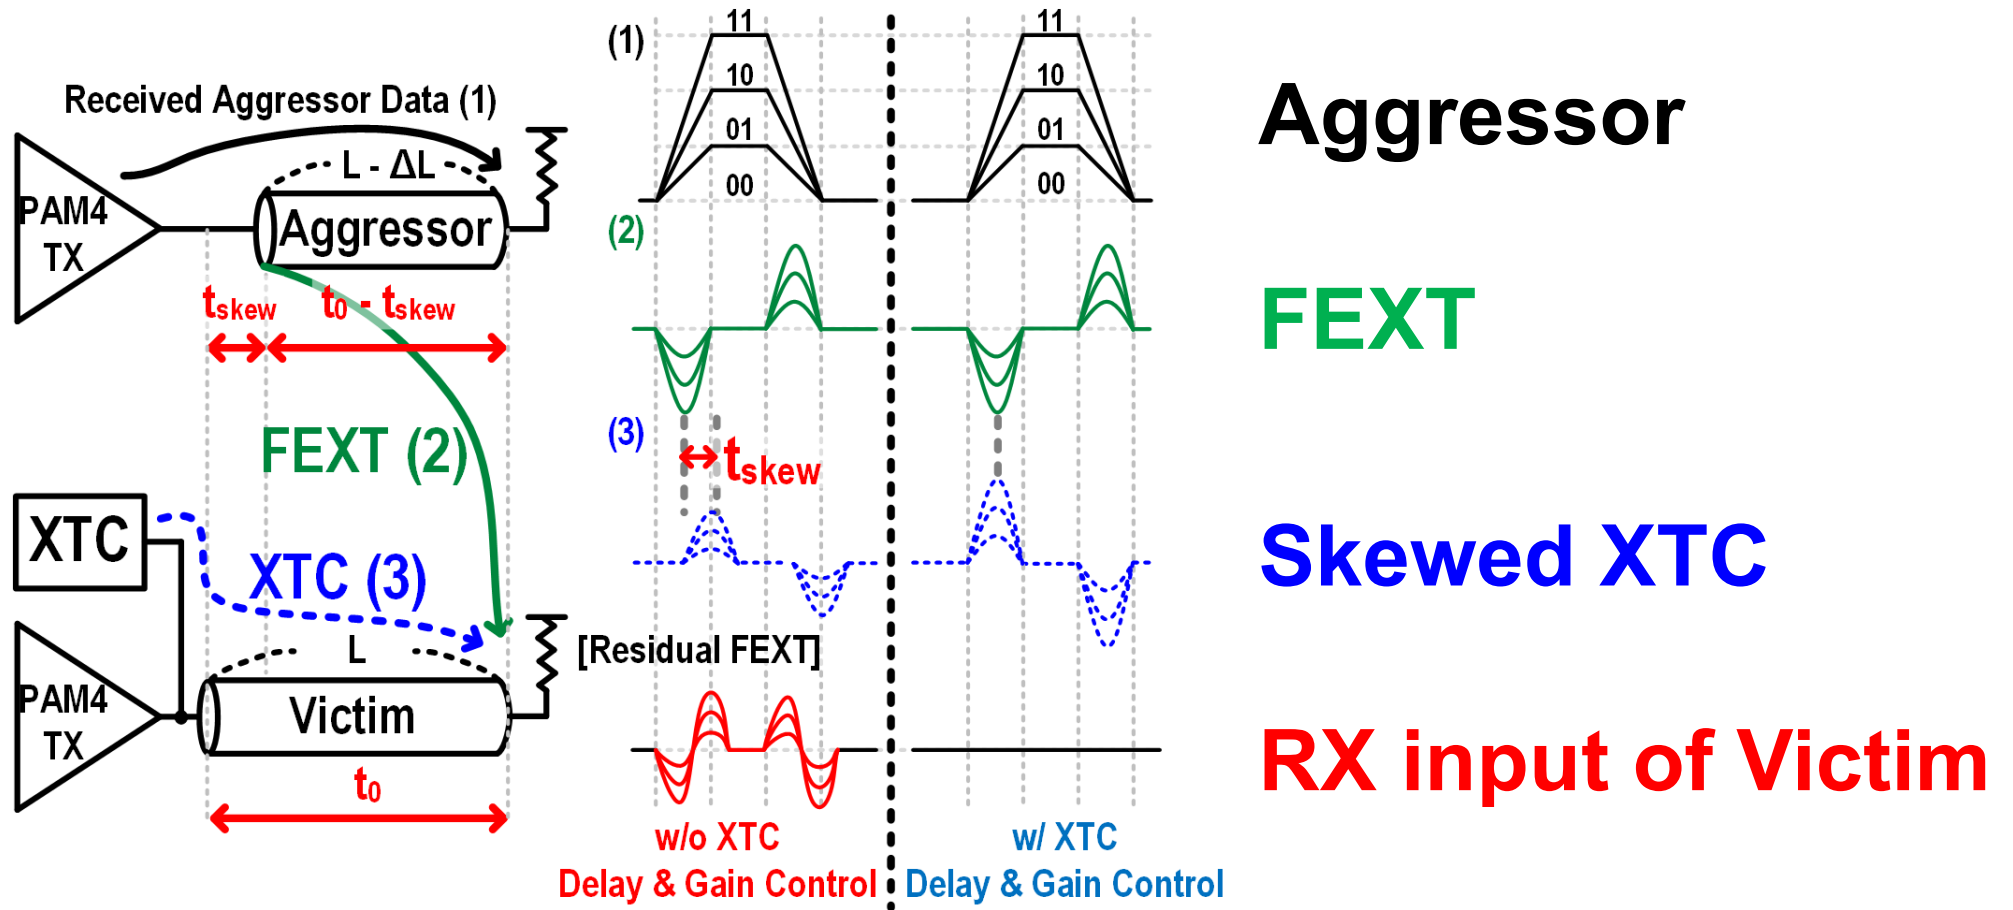 Received Aggressor Data (1)
L - ΔL
PAM4
TX
Aggressor
tskew
t0 - tskew
FEXT (2)
XTC
XTC (3)
L
PAM4
TX
Victim
t0
(1)
11
10
01
00
11
10
01
00
(2)
(3)
tskew
[Residual FEXT]
w/o XTC
Delay & Gain Control
w/ XTC
Delay & Gain Control
Aggressor
FEXT
Skewed XTC
RX input of Victim